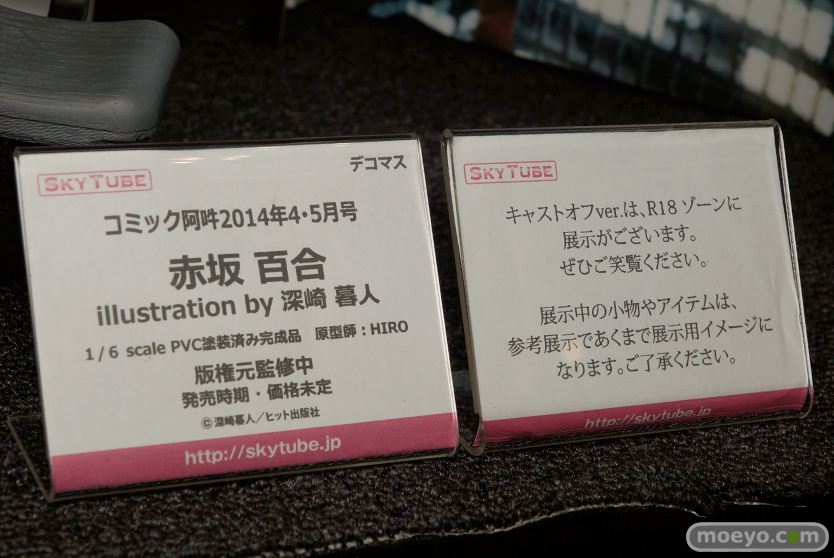 SKYTUBE
デコマス
コミック阿吽2014年4・5月号
赤坂 百合
illustration by 深崎 暮人
1/6 scale PVC塗装済み完成品 原型師：HIRO
版権元監修中
発売時期・価格未定
©深崎暮人／ヒット出版社
http://skytube.jp
SKYTUBE
キャストオフver.は、R18 ゾーンに
展示がございます。
ぜひご笑覧ください。
展示中の小物やアイテムは、
参考展示であくまで展示用イメージに
なります。ご了承ください。
http://skytube.jp
moeyo.com